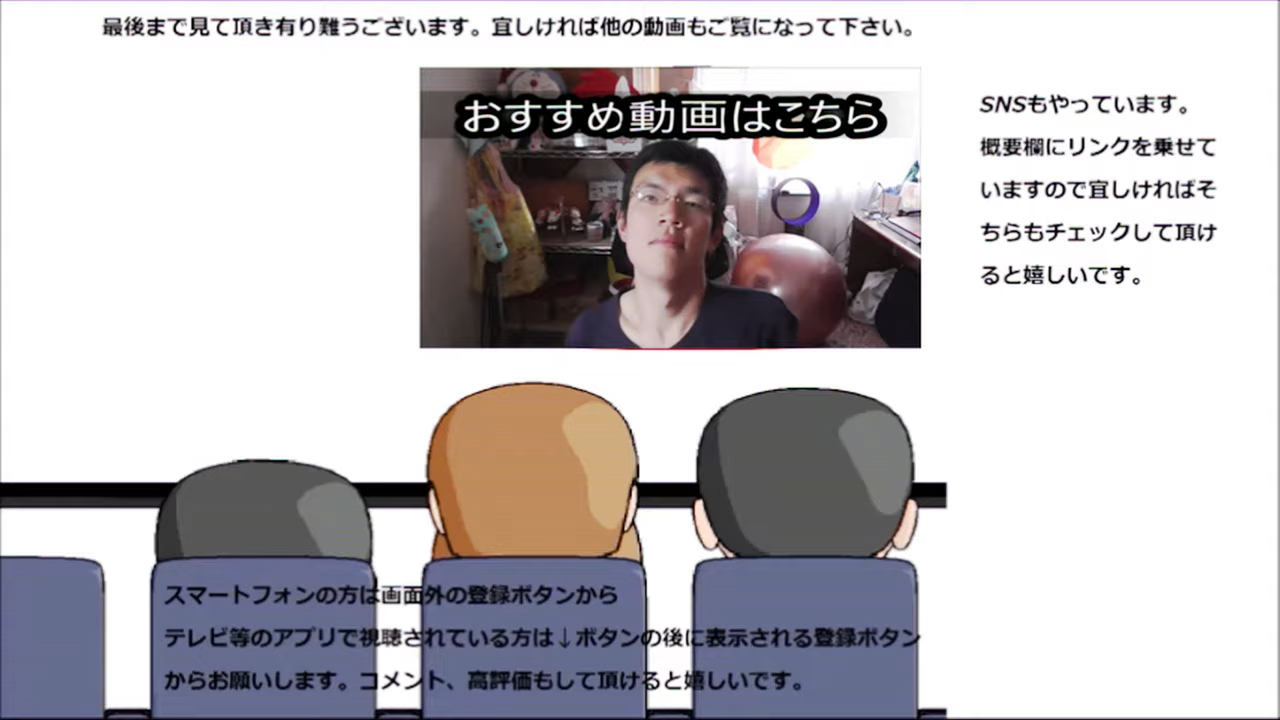 最後まで見て頂き有り難うございます。宜しければ他の動画もご覧になって下さい。
おすすめ動画はこちら
SNSもやっています。
概要欄にリンクを乗せて
いますので宜しければそ
ちらもチェックして頂け
ると嬉しいです。
スマートフォンの方は画面外の登録ボタンから
テレビ等のアプリで視聴されている方は↓ボタンの後に表示される登録ボタン
からお願いします。コメント、高評価もして頂けると嬉しいです。